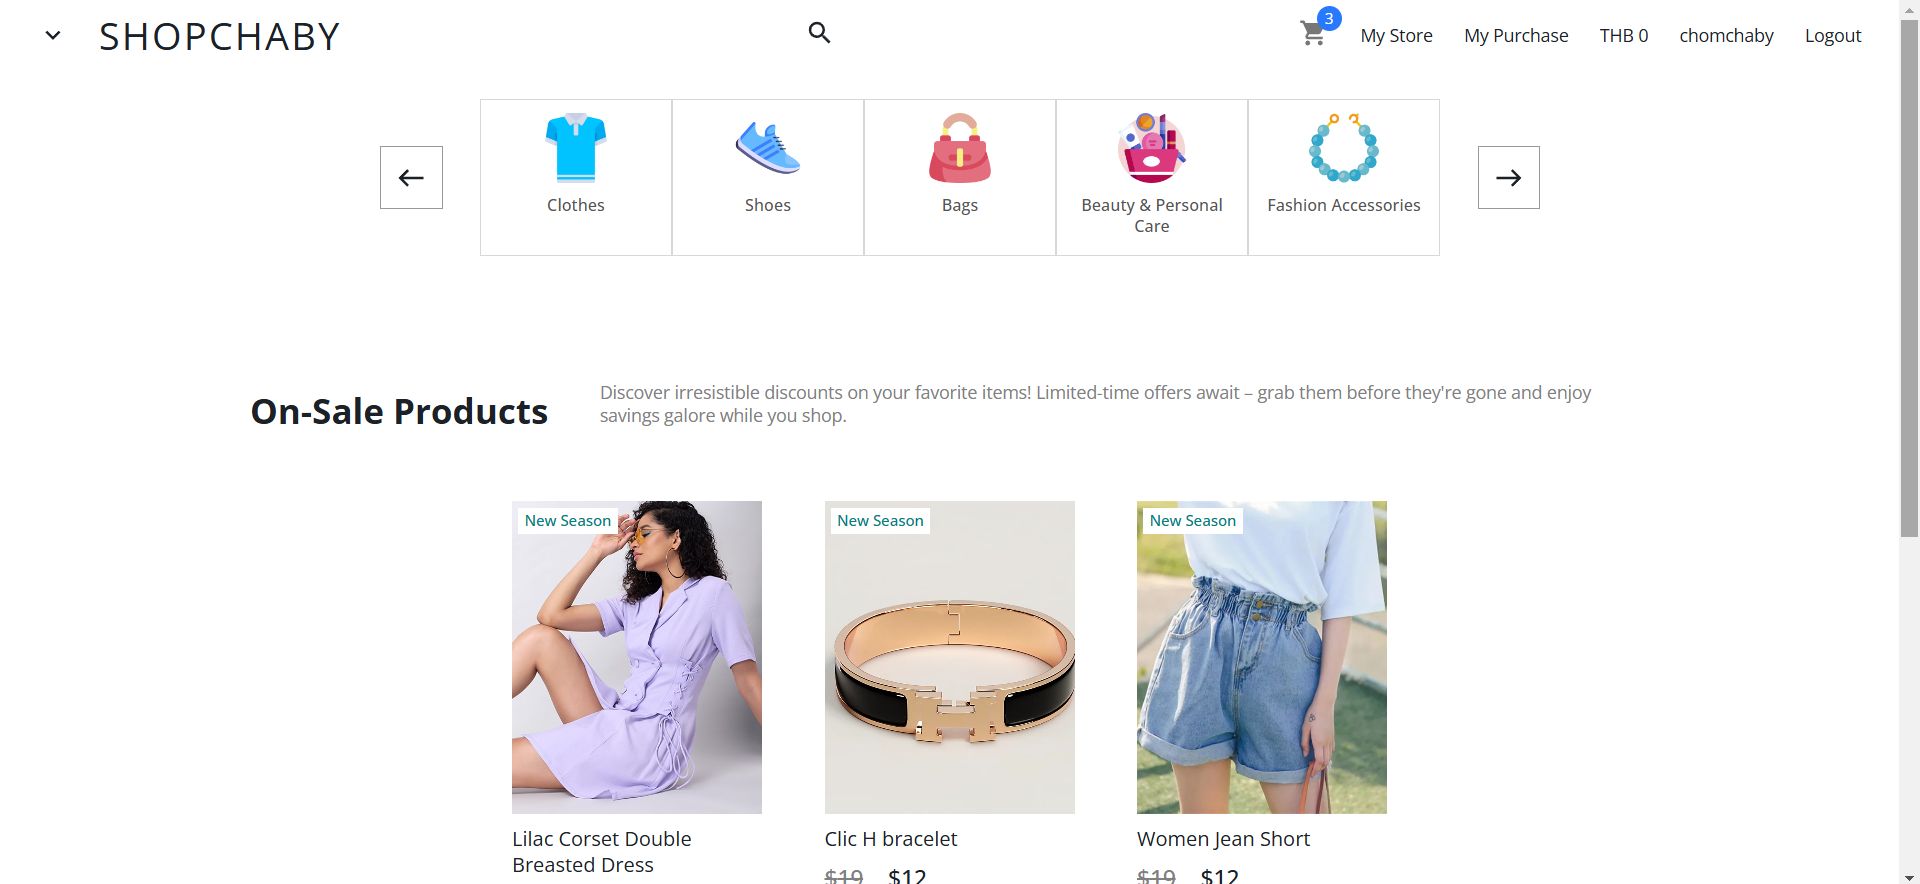 SHOPCHABY
3
My Store
My Purchase
THB 0
chomchaby
Logout
Clothes
Shoes
Bags
Beauty & Personal
Care
Fashion Accessories
On-Sale Products
Discover irresistible discounts on your favorite items! Limited-time offers await – grab them before they're gone and enjoy
savings galore while you shop.
New Season
New Season
New Season
Lilac Corset Double
Breasted Dress
Clic H bracelet
$19 $12
Women Jean Short
$19 $12